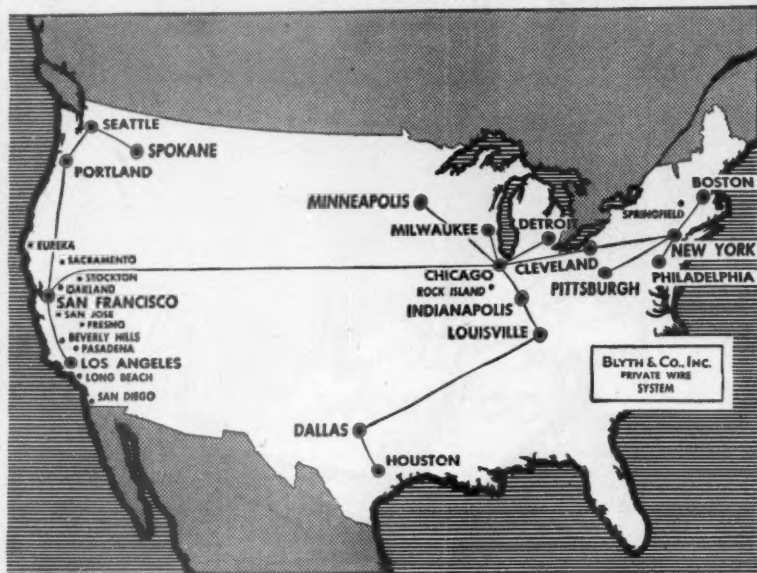 SEATTLE
SPOKANE
PORTLAND
MINNEAPOLIS
MILWAUKEE
DETROIT
BOSTON
SPRINGFIELD
NEW YORK
CLEVELAND
PITTSBURGH
PHILADELPHIA
EUREKA
SACRAMENTO
STOCKTON
OAKLAND
SAN FRANCISCO
SAN JOSE
FRESNO
BEVERLY HILLS
PASADENA
LOS ANGELES
LONG BEACH
SAN DIEGO
CHICAGO
ROCK ISLAND
INDIANAPOLIS
LOUISVILLE
BLYTH & CO., INC.
PRIVATE WIRE
SYSTEM
DALLAS
HOUSTON